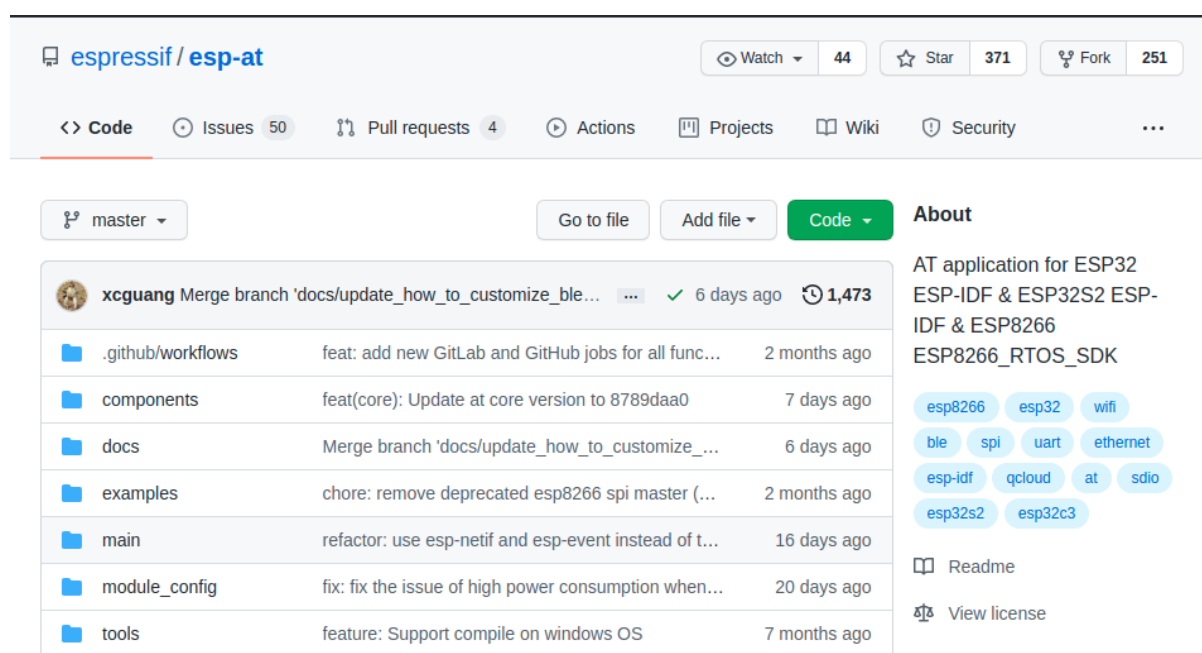 espressif / esp-at
Watch 44 Star 371 Fork 251
Code Issues 50 Pull requests 4 Actions Projects Wiki Security ...
master Go to file Add file Code
xcguang Merge branch 'docs/update_how_to_customize_ble... ... 6 days ago 1,473
.github/workflows feat: add new GitLab and GitHub jobs for all func... 2 months ago
components feat(core): Update at core version to 8789daa0 7 days ago
docs Merge branch 'docs/update_how_to_customize_... 6 days ago
examples chore: remove deprecated esp8266 spi master (... 2 months ago
main refactor: use esp-netif and esp-event instead of t... 16 days ago
module_config fix: fix the issue of high power consumption when... 20 days ago
tools feature: Support compile on windows OS 7 months ago
About
AT application for ESP32
ESP-IDF & ESP32S2 ESP-
IDF & ESP8266
ESP8266_RTOS_SDK
esp8266 esp32 wifi
ble spi uart ethernet
esp-idf qcloud at sdio
esp32s2 esp32c3
Readme
View license